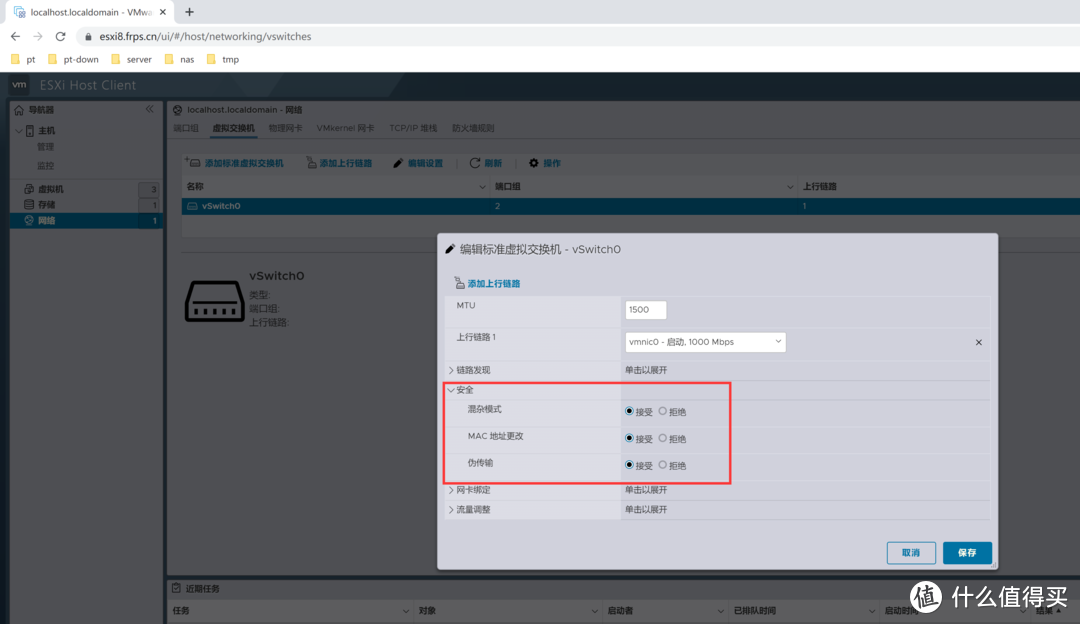 localhost.localdomain - VMwa
esxi8.frps.cn/ui/#/host/networking/vswitches
pt pt-down server nas tmp
vm ESXi Host Client
导航器
主机
管理
监控
虚拟机 3
存储 1
网络 1
localhost.localdomain - 网络
端口组 虚拟交换机 物理网卡 VMkernel 网卡 TCP/IP 堆栈 防火墙规则
添加标准虚拟交换机 添加上行链路 编辑设置 刷新 操作
名称 端口组 上行链路
vSwitch0 2 1
vSwitch0
类型:
端口组:
上行链路:
编辑标准虚拟交换机 - vSwitch0
添加上行链路
MTU 1500
上行链路 1 vmnic0 - 启动, 1000 Mbps
链路发现 单击以展开
安全
混杂模式 接受 拒绝
MAC 地址更改 接受 拒绝
伪传输 接受 拒绝
网卡绑定 单击以展开
流量调整 单击以展开
取消 保存
近期任务
任务 对象 启动者 已排队时间 启动时间 结果
值 什么值得买